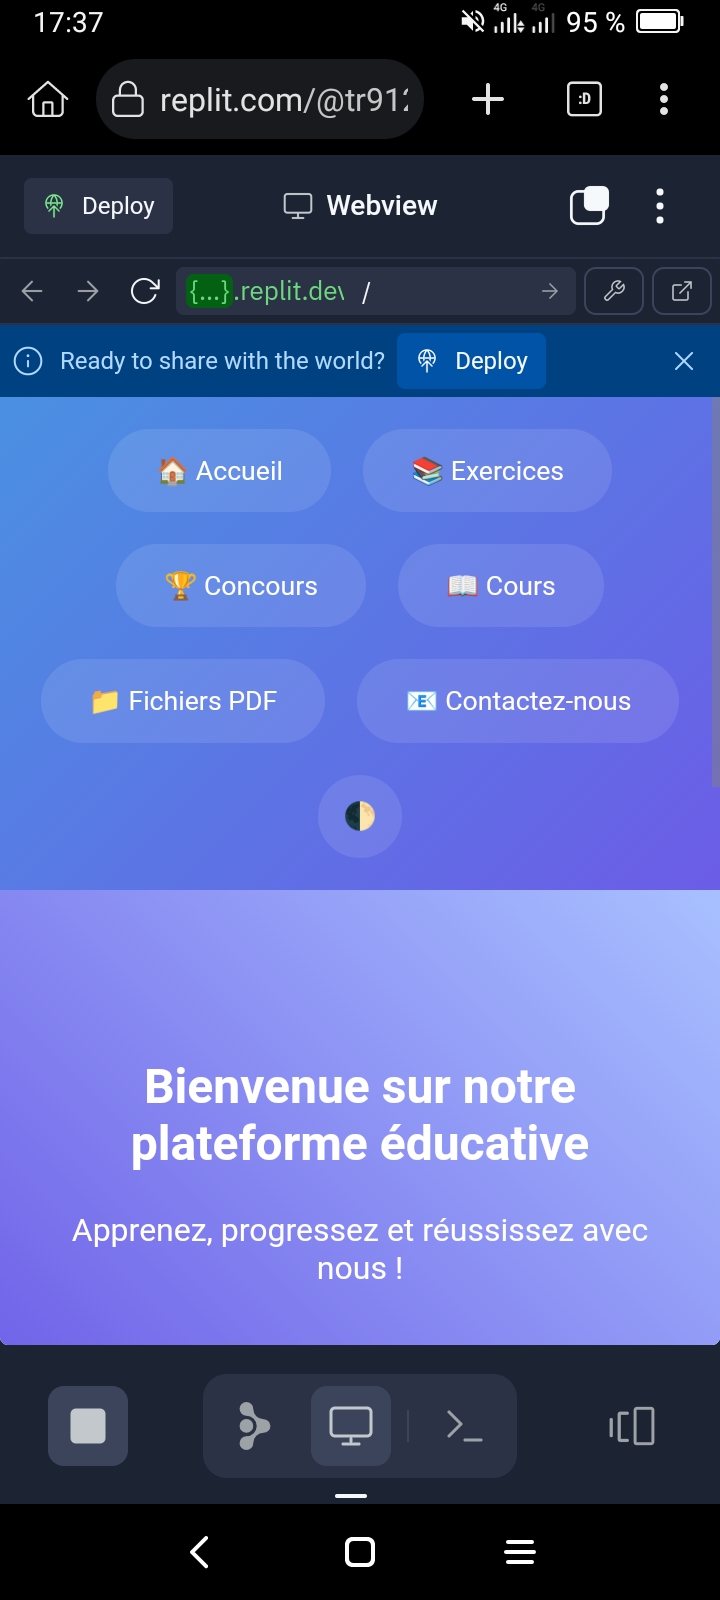 17:37
4G 4G 95 %
replit.com/@tr912
:D
Deploy
Webview
{...}.replit.dev /
Ready to share with the world?
Deploy
🏠 Accueil
📚 Exercices
🏆 Concours
📖 Cours
📁 Fichiers PDF
📧 Contactez-nous
Bienvenue sur notre
plateforme éducative
Apprenez, progressez et réussissez avec
nous !